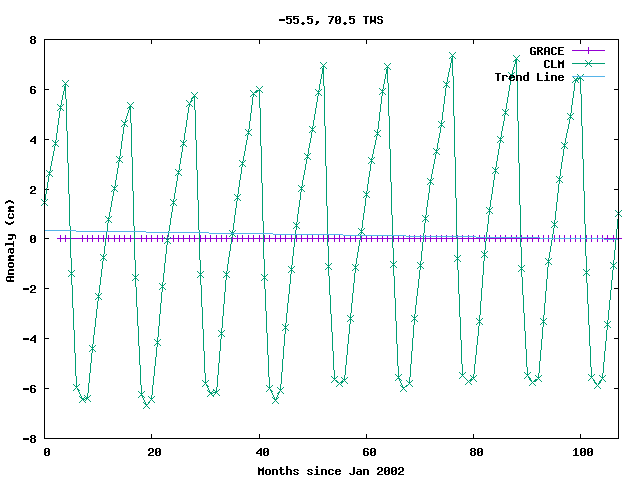 -55.5, 70.5 TWS
GRACE
CLM
Trend Line
8
6
4
2
0
-2
-4
-6
-8
Anomaly (cm)
0 20 40 60 80 100
Months since Jan 2002